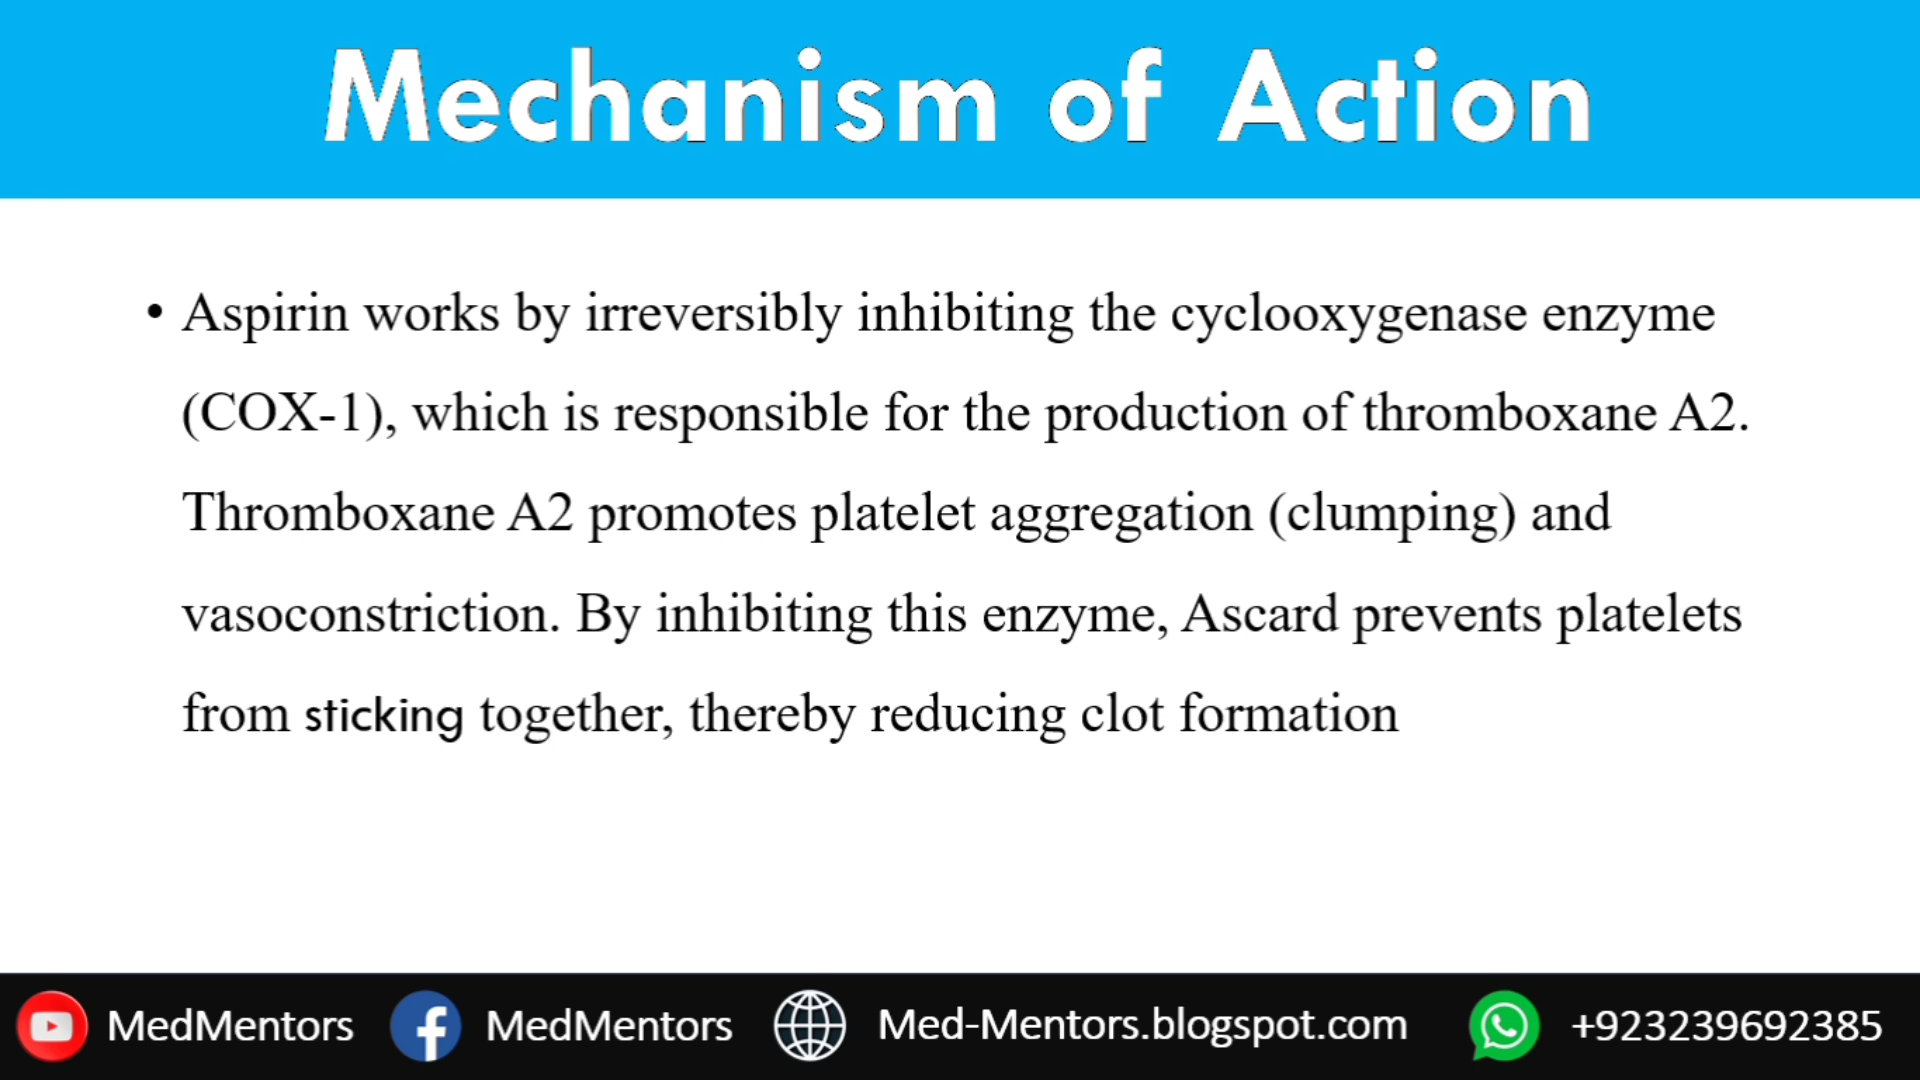 Mechanism of Action
• Aspirin works by irreversibly inhibiting the cyclooxygenase enzyme
(COX-1), which is responsible for the production of thromboxane A2.
Thromboxane A2 promotes platelet aggregation (clumping) and
vasoconstriction. By inhibiting this enzyme, Ascard prevents platelets
from sticking together, thereby reducing clot formation
MedMentors MedMentors Med-Mentors.blogspot.com +923239692385